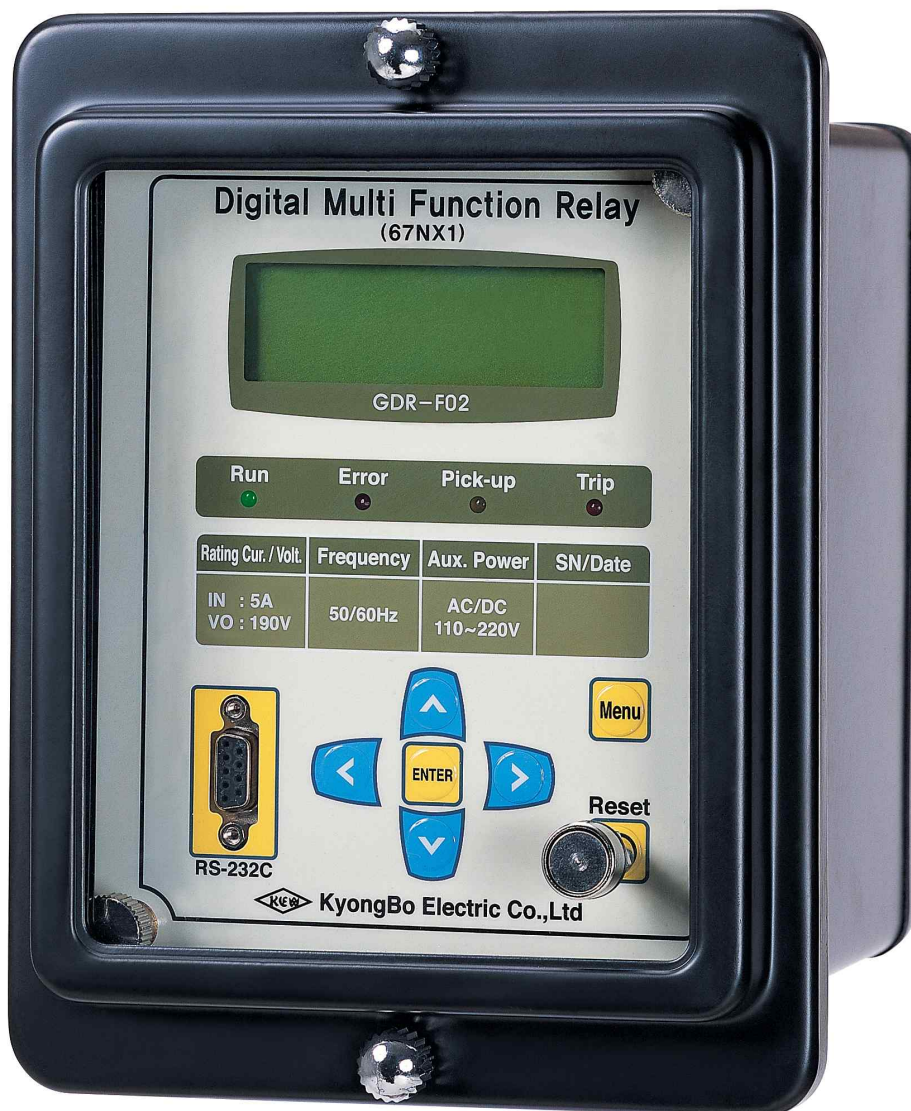 Digital Multi Function Relay
(67NX1)
GDR-F02
Run Error Pick-up Trip
Rating Cur. / Volt. Frequency Aux. Power SN/Date
IN : 5A
VO : 190V
50/60Hz
AC/DC
110~220V
Menu
ENTER
Reset
RS-232C
KyongBo Electric Co.,Ltd